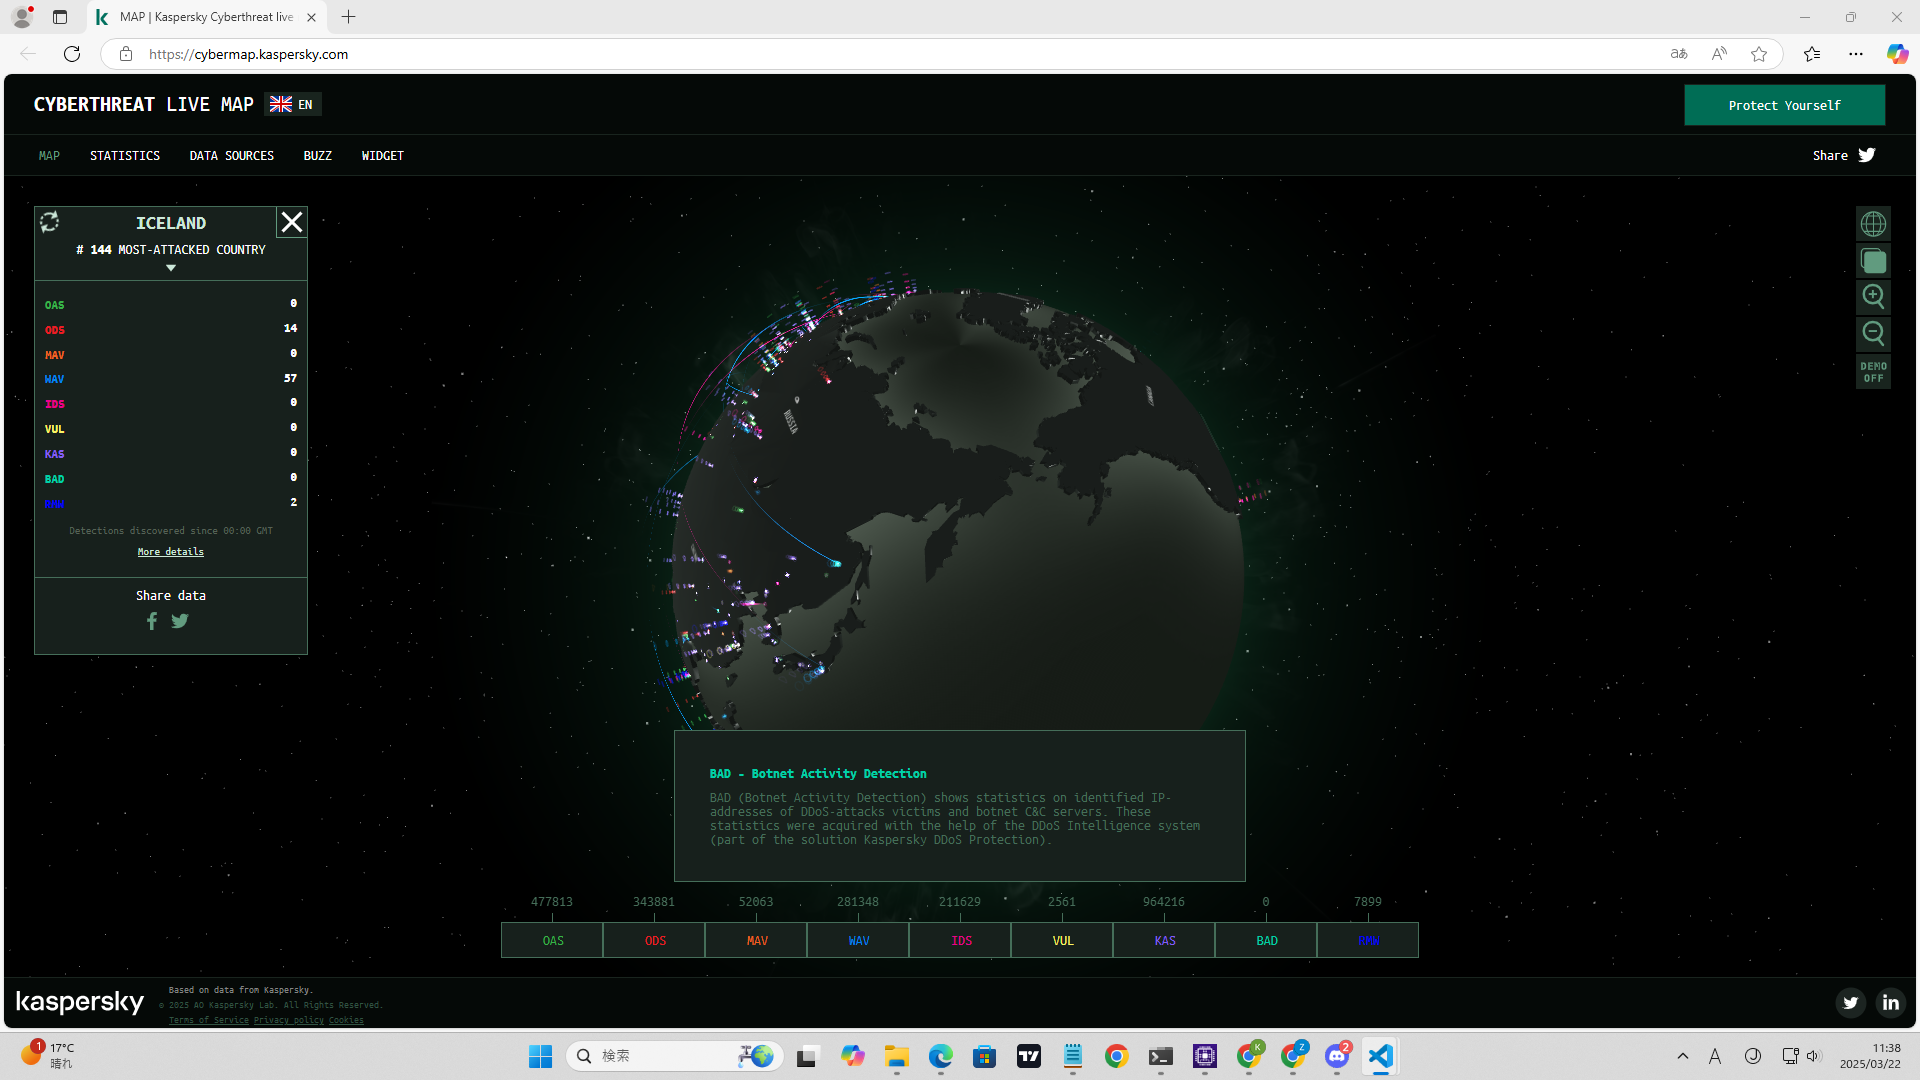 MAP | Kaspersky Cyberthreat live
https://cybermap.kaspersky.com
CYBERTHREAT LIVE MAP
EN
Protect Yourself
MAP
STATISTICS
DATA SOURCES
BUZZ
WIDGET
Share
ICELAND
# 144 MOST-ATTACKED COUNTRY
OAS 0
ODS 14
MAV 0
WAV 57
IDS 0
VUL 0
KAS 0
BAD 0
RMW 2
Detections discovered since 00:00 GMT
More details
Share data
DEMO
OFF
RUSSIA
BAD - Botnet Activity Detection
BAD (Botnet Activity Detection) shows statistics on identified IP-
addresses of DDoS-attacks victims and botnet C&C servers. These
statistics were acquired with the help of the DDoS Intelligence system
(part of the solution Kaspersky DDoS Protection).
477813 343881 52063 281348 211629 2561 964216 0 7899
OAS ODS MAV WAV IDS VUL KAS BAD RMW
kaspersky
Based on data from Kaspersky.
© 2025 AO Kaspersky Lab. All Rights Reserved.
Terms of Service Privacy policy Cookies
1
17°C
晴れ
検索
K
Z
2
A
11:38
2025/03/22